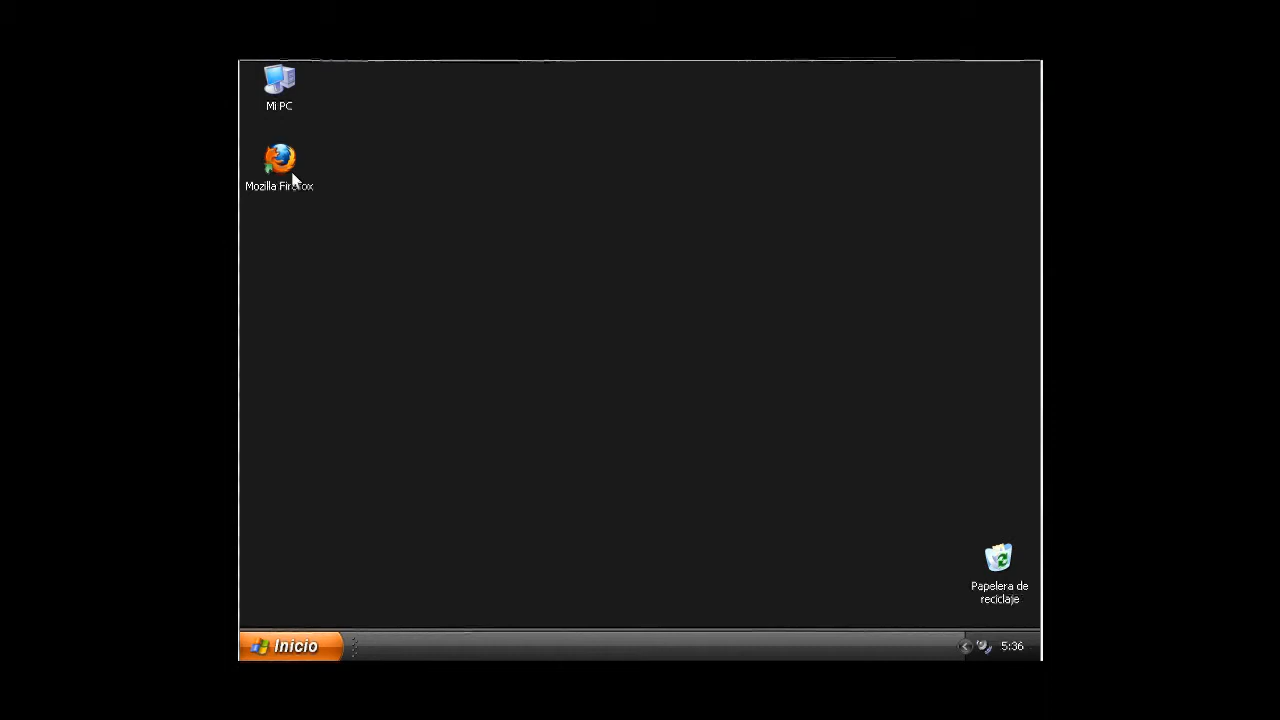 Mi PC
Mozilla Firefox
Papelera de
reciclaje
Inicio
5:36